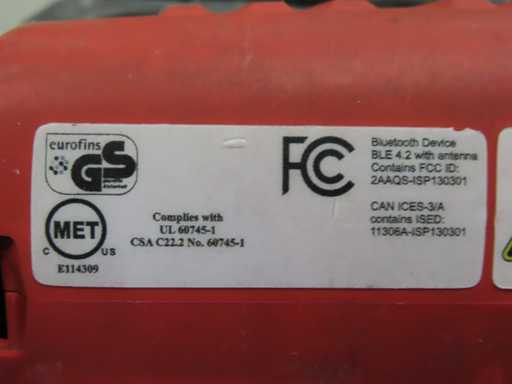 eurofins
GS
MET
C US
E114309
Complies with
UL 60745-1
CSA C22.2 No. 60745-1
FC
Bluetooth Device
BLE 4.2 with antenna
Contains FCC ID:
2AAQS-ISP130301
CAN ICES-3/A
contains ISED:
11306A-ISP130301